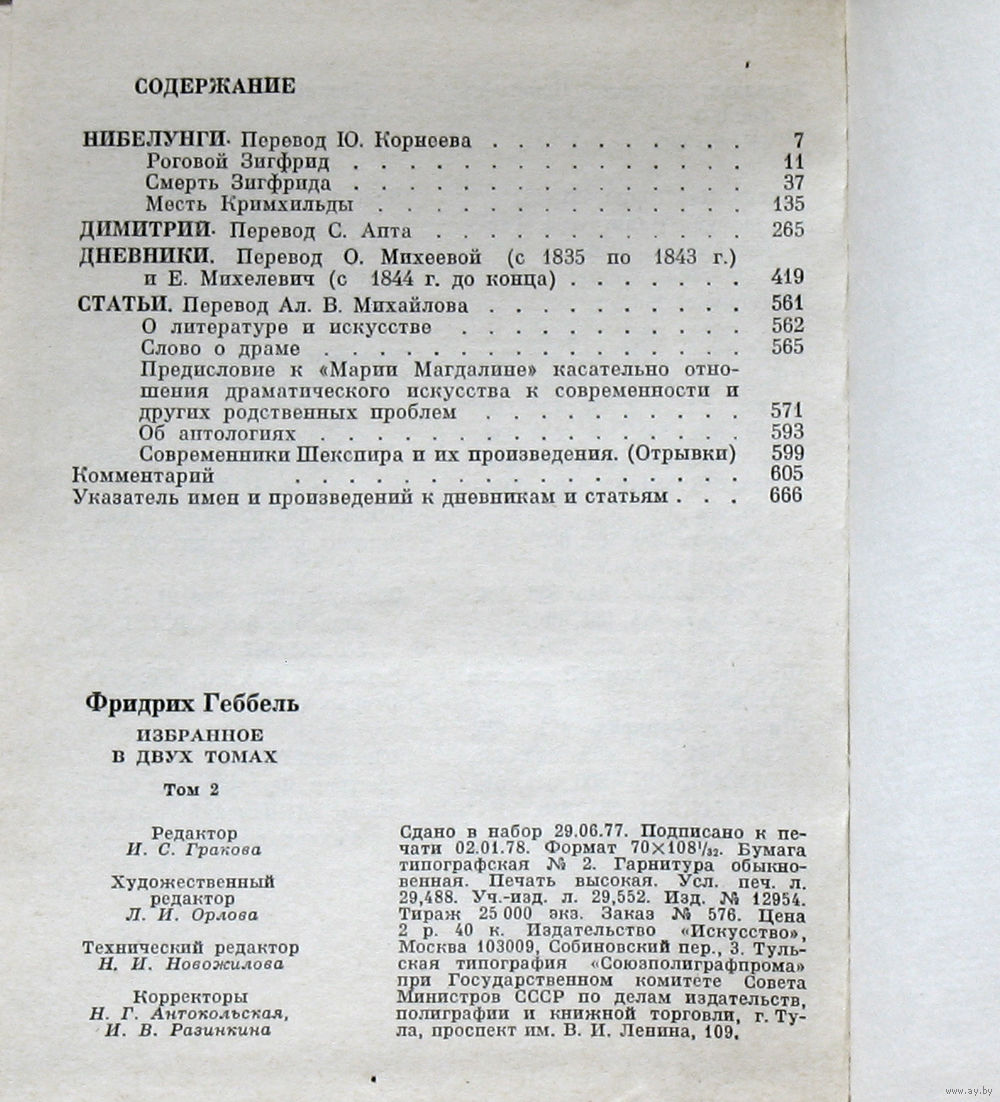 СОДЕРЖАНИЕ
НИБЕЛУНГИ. Перевод Ю. Корнеева . . . . . . . . . . 7
Роговой Зигфрид . . . . . . . . . . . . . . . 11
Смерть Зигфрида . . . . . . . . . . . . . . . 37
Месть Кримхильды . . . . . . . . . . . . . . 135
ДИМИТРИЙ. Перевод С. Апта . . . . . . . . . . . . 265
ДНЕВНИКИ. Перевод О. Михеевой (с 1835 по 1843 г.)
и Е. Михелевич (с 1844 г. до конца) . . . . . . . 419
СТАТЬИ. Перевод Ал. В. Михайлова . . . . . . . . . . 561
О литературе и искусстве . . . . . . . . . . . 562
Слово о драме . . . . . . . . . . . . . . . . 565
Предисловие к «Марии Магдалине» касательно отно-
шения драматического искусства к современности и
других родственных проблем . . . . . . . . . . 571
Об антологиях . . . . . . . . . . . . . . . . 593
Современники Шекспира и их произведения. (Отрывки) 599
Комментарий . . . . . . . . . . . . . . . . . 605
Указатель имен и произведений к дневникам и статьям . . . 666
Фридрих Геббель
ИЗБРАННОЕ
В ДВУХ ТОМАХ
Том 2
Редактор
И. С. Гракова
Художественный
редактор
Л. И. Орлова
Технический редактор
Н. И. Новожилова
Корректоры
Н. Г. Антокольская,
И. В. Разинкина
Сдано в набор 29.06.77. Подписано к пе-
чати 02.01.78. Формат 70×108¹/₃₂. Бумага
типографская № 2. Гарнитура обыкно-
венная. Печать высокая. Усл. печ. л.
29,488. Уч.-изд. л. 29,552. Изд. № 12954.
Тираж 25 000 экз. Заказ № 576. Цена
2 р. 40 к. Издательство «Искусство»,
Москва 103009, Собиновский пер., 3. Туль-
ская типография «Союзполиграфпрома»
при Государственном комитете Совета
Министров СССР по делам издательств,
полиграфии и книжной торговли, г. Ту-
ла, проспект им. В. И. Ленина, 109.
www.ay.by